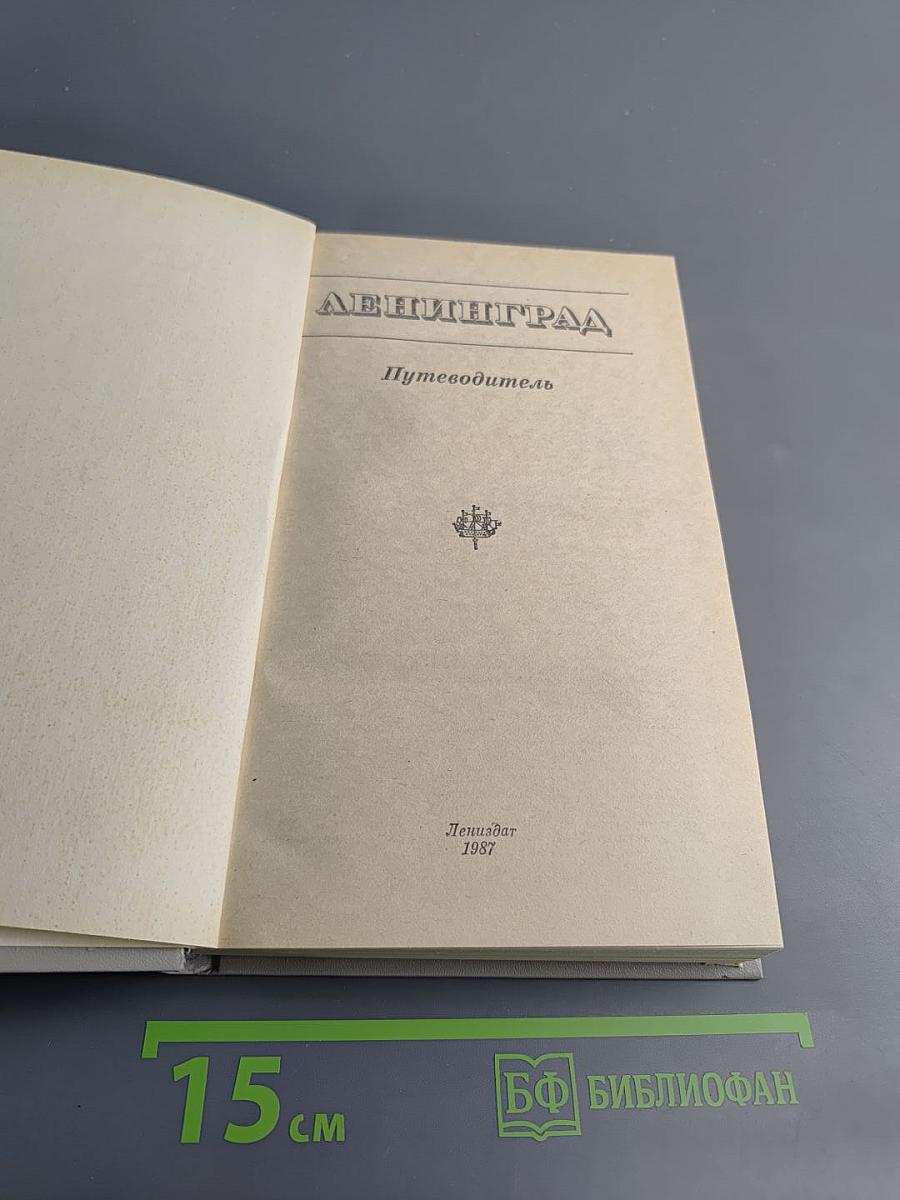 ЛЕНИНГРАД
Путеводитель
Лениздат
1987
15 см
БФ БИБЛИОФАН